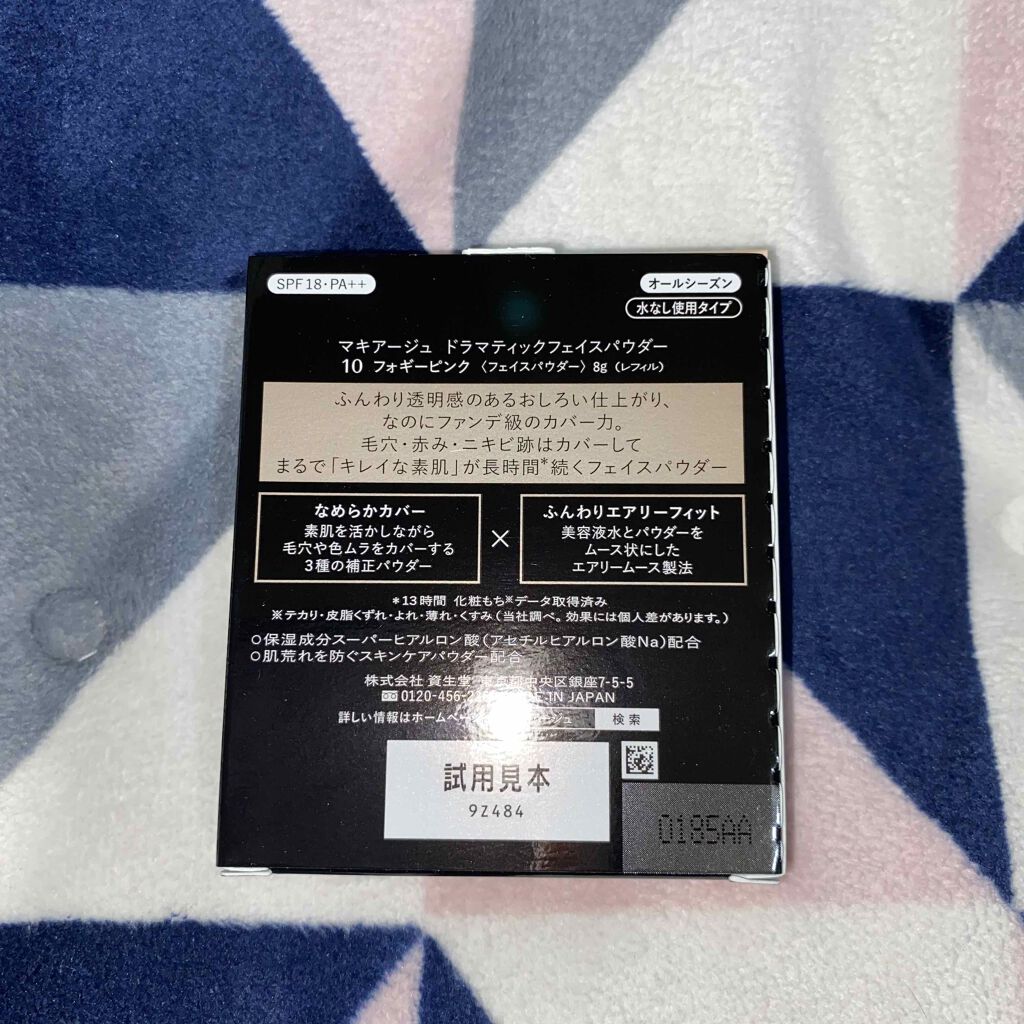 SPF18・PA++
オールシーズン
水なし使用タイプ
マキアージュ ドラマティックフェイスパウダー
10 フォギーピンク〈フェイスパウダー〉8g（レフィル）
ふんわり透明感のあるおしろい仕上がり、
なのにファンデ級のカバー力。
毛穴・赤み・ニキビ跡はカバーして
まるで「キレイな素肌」が長時間*続くフェイスパウダー
なめらかカバー
素肌を活かしながら
毛穴や色ムラをカバーする
3種の補正パウダー
×
ふんわりエアリーフィット
美容液水とパウダーを
ムース状にした
エアリームース製法
*13時間 化粧もち※データ取得済み
※テカリ・皮脂くずれ・よれ・薄れ・くすみ（当社調べ。効果には個人差があります。）
○保湿成分スーパーヒアルロン酸（アセチルヒアルロン酸Na）配合
○肌荒れを防ぐスキンケアパウダー配合
株式会社 資生堂 東京都中央区銀座7-5-5
0120-456-2 IN JAPAN
詳しい情報はホームペー ジュ 検索
試用見本
9Z484
0185AA